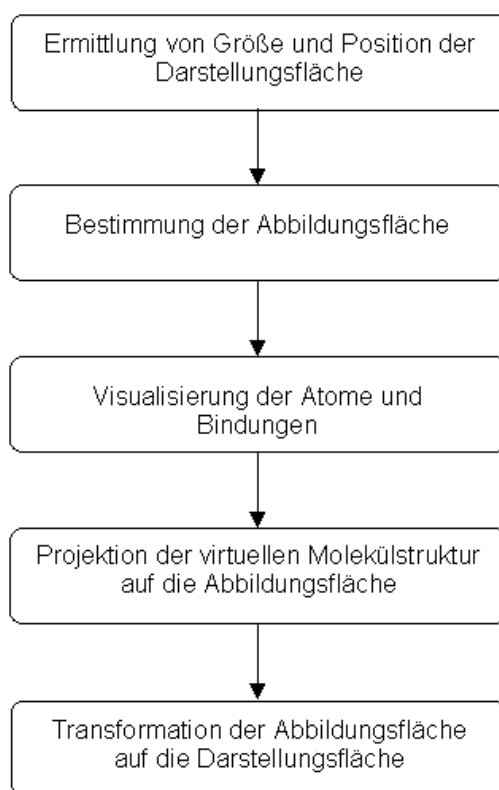 Ermittlung von Größe und Position der
Darstellungsfläche
Bestimmung der Abbildungsfläche
Visualisierung der Atome und
Bindungen
Projektion der virtuellen Molekülstruktur
auf die Abbildungsfläche
Transformation der Abbildungsfläche
auf die Darstellungsfläche